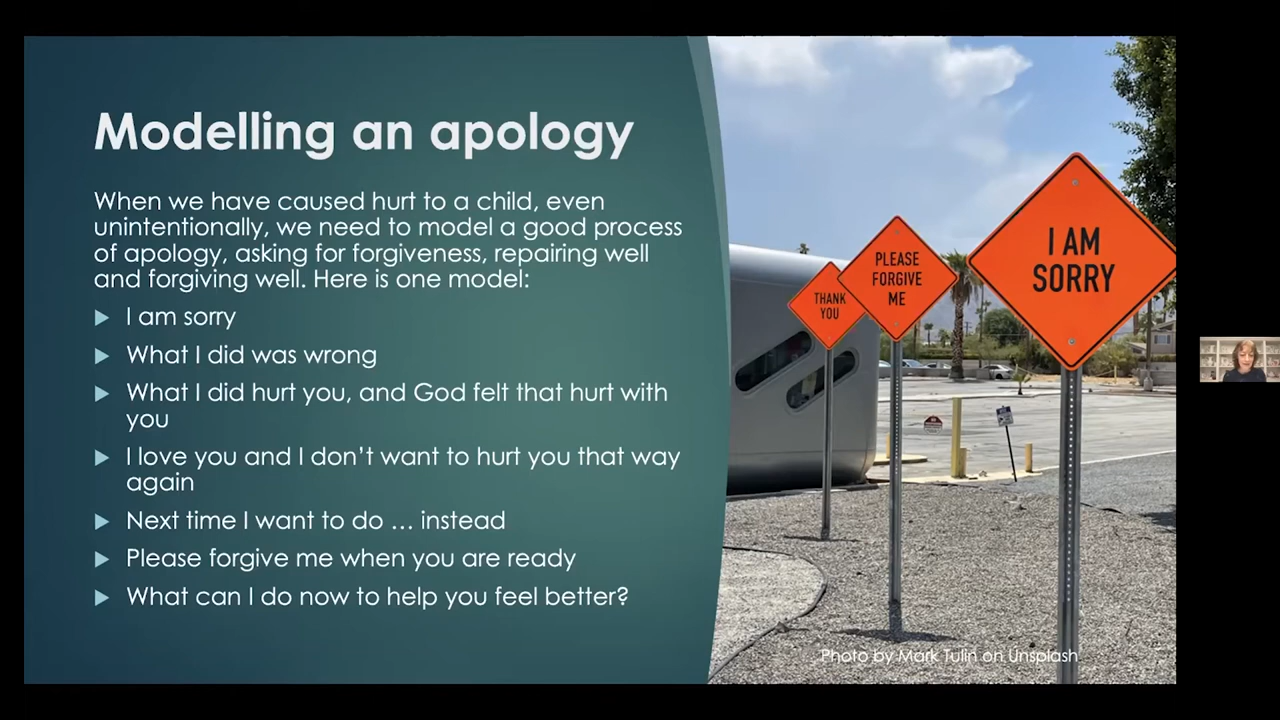 Modelling an apology
When we have caused hurt to a child, even
unintentionally, we need to model a good process
of apology, asking for forgiveness, repairing well
and forgiving well. Here is one model:
I am sorry
What I did was wrong
What I did hurt you, and God felt that hurt with
you
I love you and I don’t want to hurt you that way
again
Next time I want to do … instead
Please forgive me when you are ready
What can I do now to help you feel better?
THANK
YOU
PLEASE
FORGIVE
ME
I AM
SORRY
Photo by Mark Tulin on Unsplash